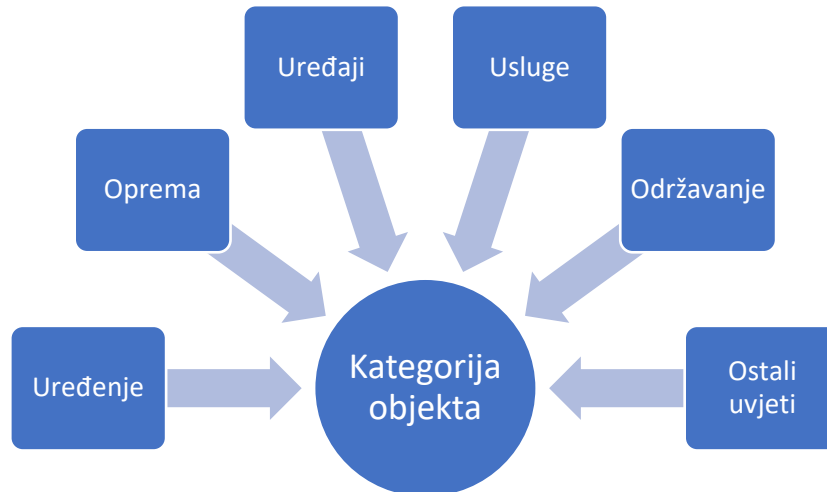 Uređaji
Usluge
Oprema
Održavanje
Uređenje
Kategorija
objekta
Ostali
uvjeti